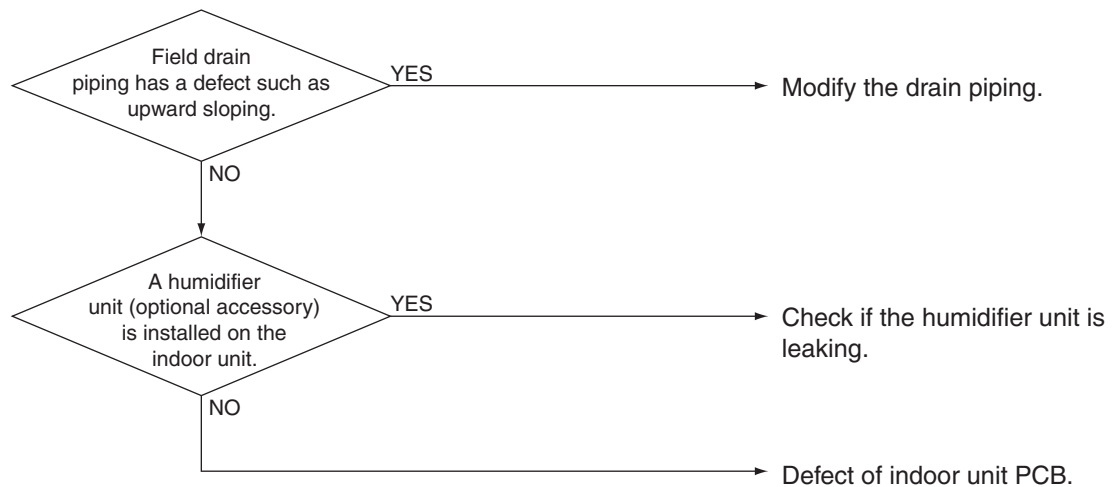 Field drain
piping has a defect such as
upward sloping.
YES
Modify the drain piping.
NO
A humidifier
unit (optional accessory)
is installed on the
indoor unit.
YES
Check if the humidifier unit is
leaking.
NO
Defect of indoor unit PCB.